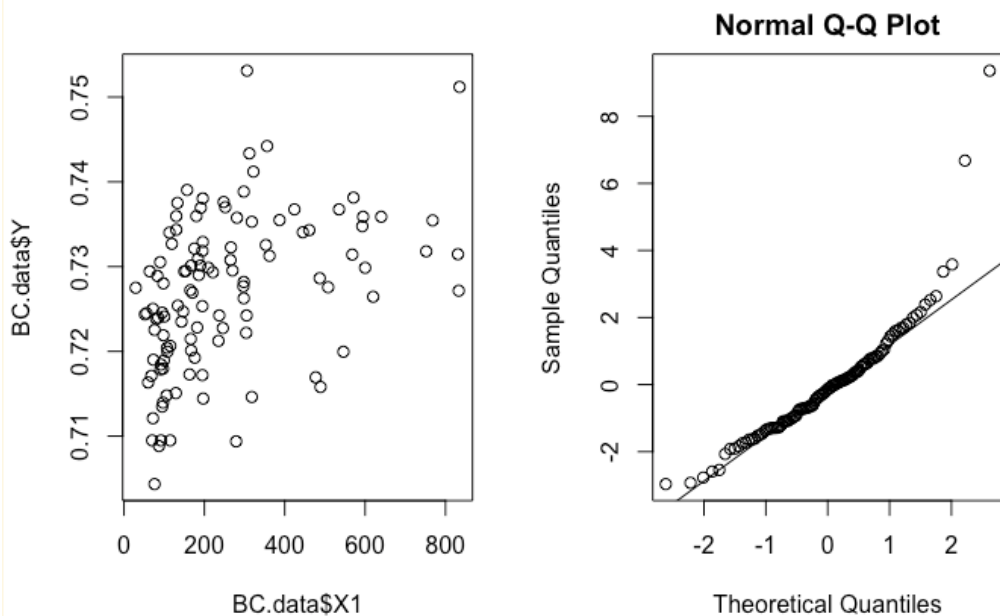 BC.data$Y
0.71 0.72 0.73 0.74 0.75
0 200 400 600 800
BC.data$X1
Normal Q-Q Plot
Sample Quantiles
-2 0 2 4 6 8
-2 -1 0 1 2
Theoretical Quantiles